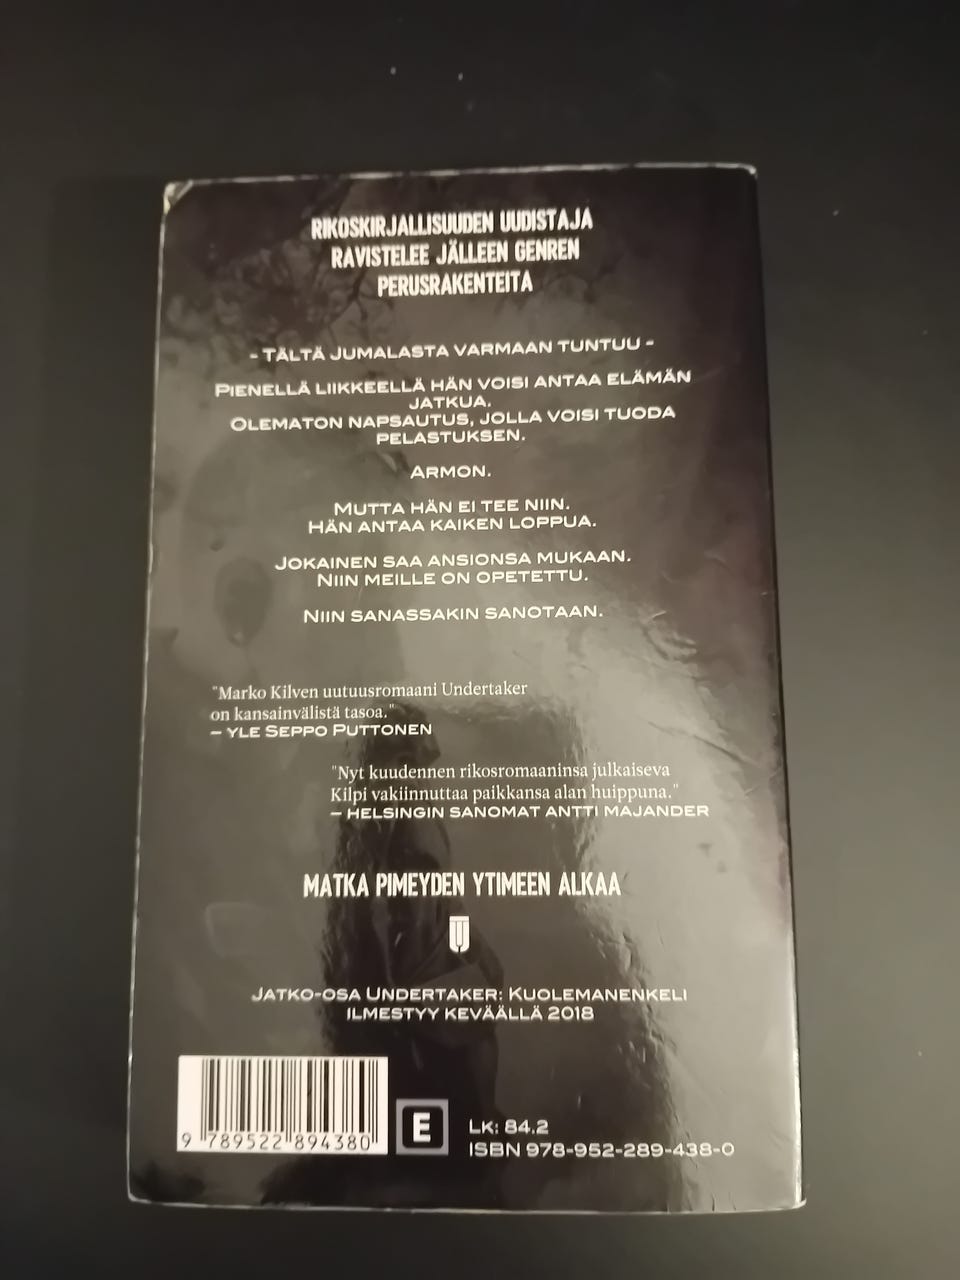 RIKOSKIRJALLISUUDEN UUDISTAJA
RAVISTELEE JÄLLEEN GENREN
PERUSRAKENTEITA
- TÄLTÄ JUMALASTA VARMAAN TUNTUU -
PIENELLÄ LIIKKEELLÄ HÄN VOISI ANTAA ELÄMÄN
JATKUA.
OLEMATON NAPSAUTUS, JOLLA VOISI TUODA
PELASTUKSEN.
ARMON.
MUTTA HÄN EI TEE NIIN.
HÄN ANTAA KAIKEN LOPPUA.
JOKAINEN SAA ANSIONSA MUKAAN.
NIIN MEILLE ON OPETETTU.
NIIN SANASSAKIN SANOTAAN.
"Marko Kilven uutuusromaani Undertaker
on kansainvälistä tasoa."
– YLE SEPPO PUTTONEN
"Nyt kuudennen rikosromaaninsa julkaiseva
Kilpi vakiinnuttaa paikkansa alan huippuna."
– HELSINGIN SANOMAT ANTTI MAJANDER
MATKA PIMEYDEN YTIMEEN ALKAA
JATKO-OSA UNDERTAKER: KUOLEMANENKELI
ILMESTYY KEVÄÄLLÄ 2018
9 789522 894380
E
LK: 84.2
ISBN 978-952-289-438-0